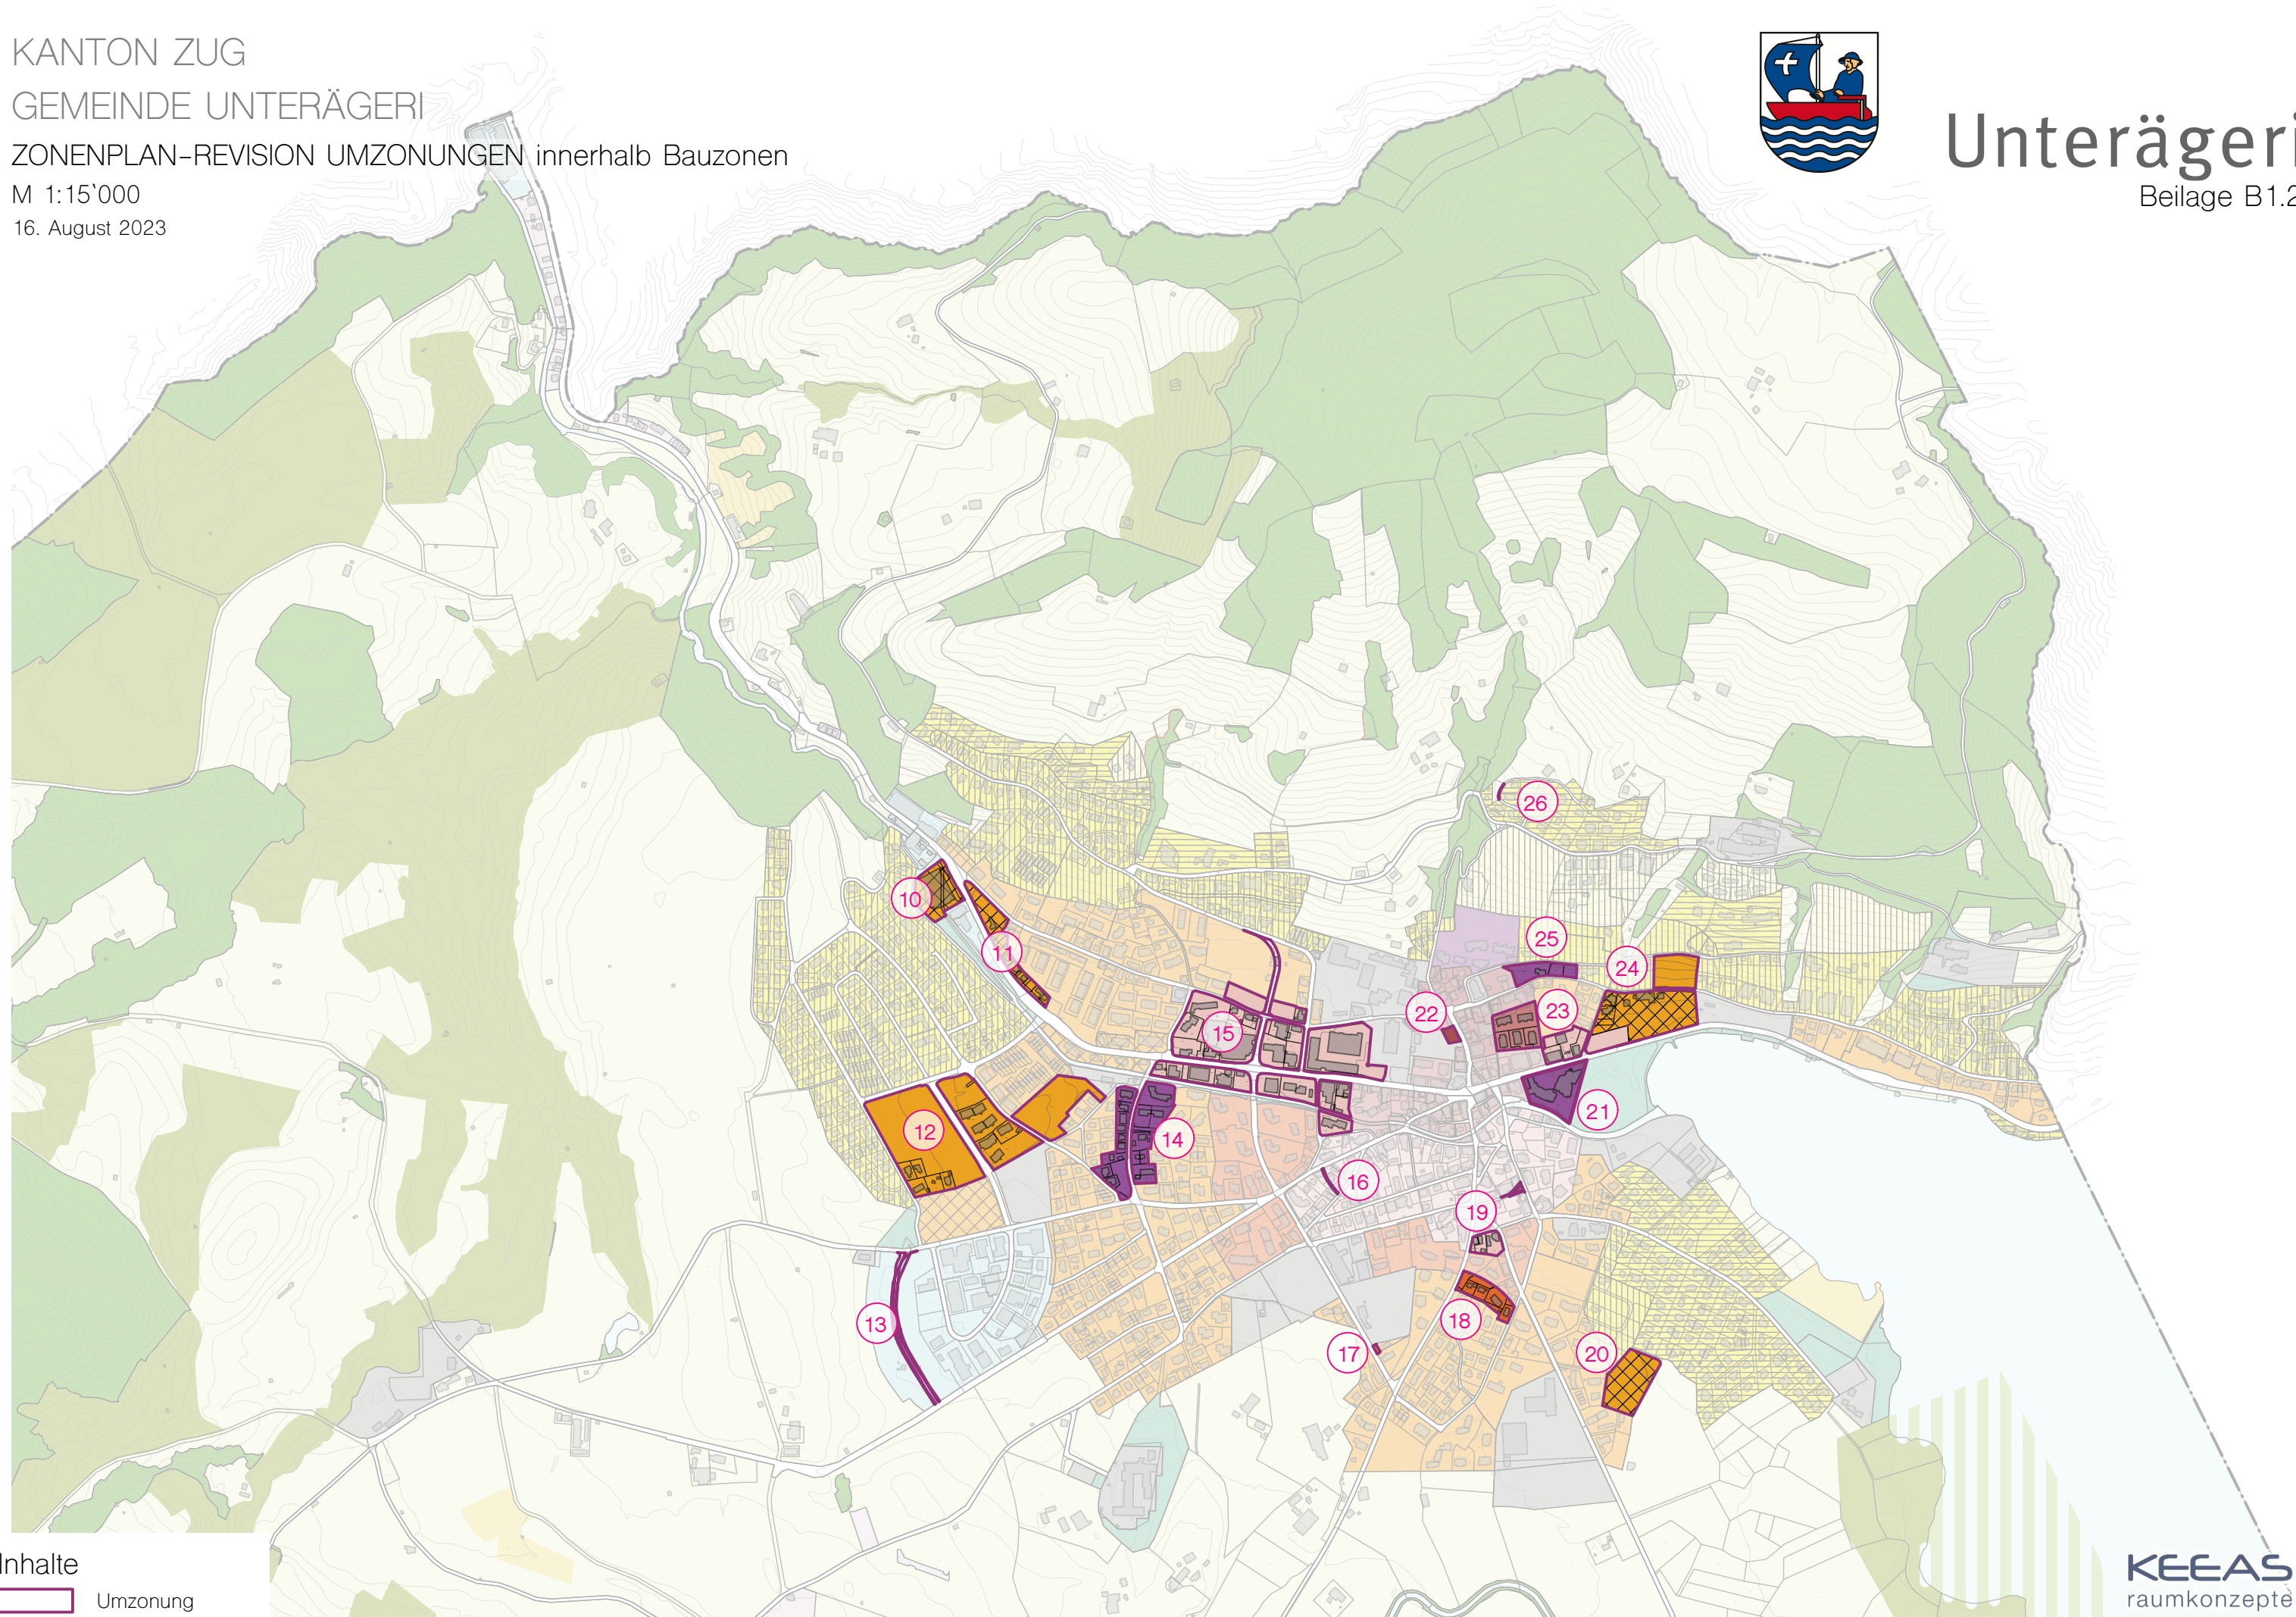 KANTON ZUG
GEMEINDE UNTERÄGERI
ZONENPLAN-REVISION UMZONUNGEN innerhalb Bauzonen
M 1:15`000
16. August 2023
Unterägeri
Beilage B1.2
26
10
25
11
24
22
23
15
21
12
14
16
19
13
18
17
20
Inhalte
Umzonung
KEEAS
raumkonzepte